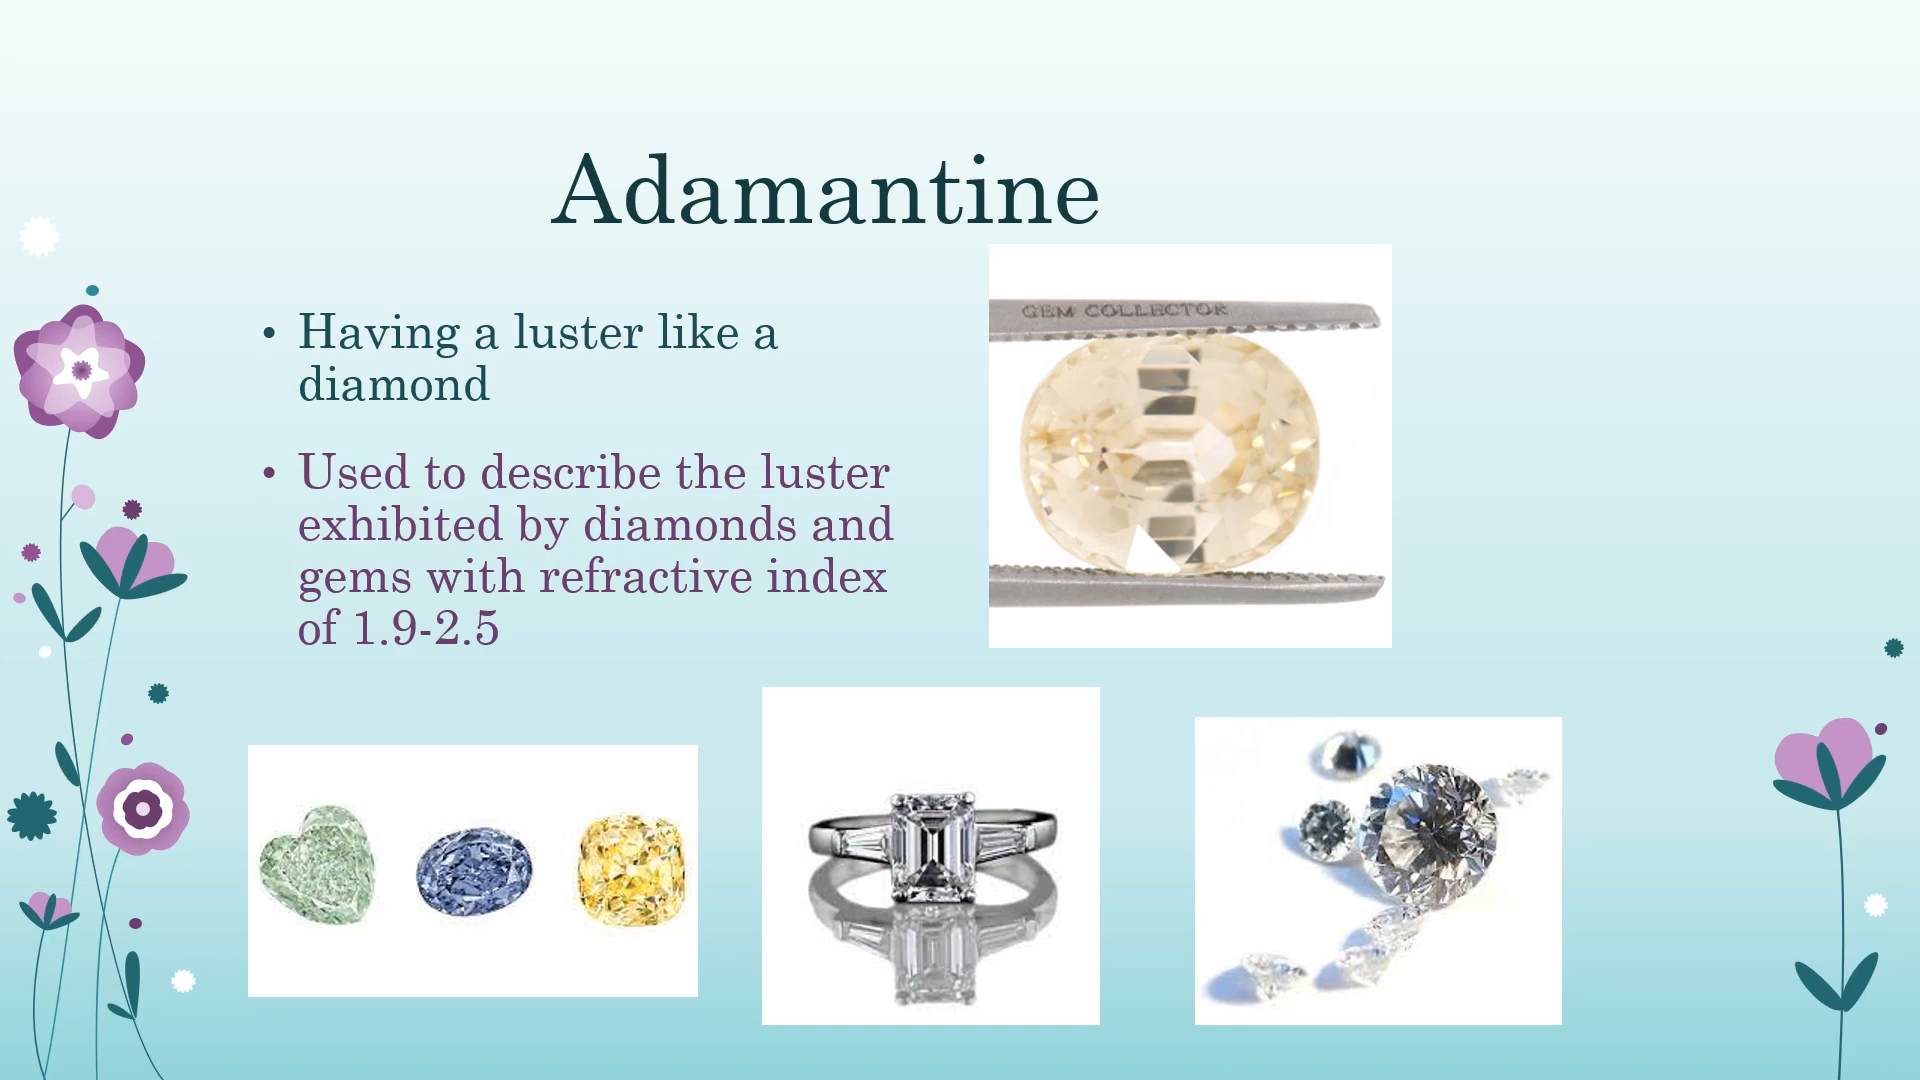 Adamantine
• Having a luster like a
diamond
• Used to describe the luster
exhibited by diamonds and
gems with refractive index
of 1.9-2.5
GEM COLLECTOR